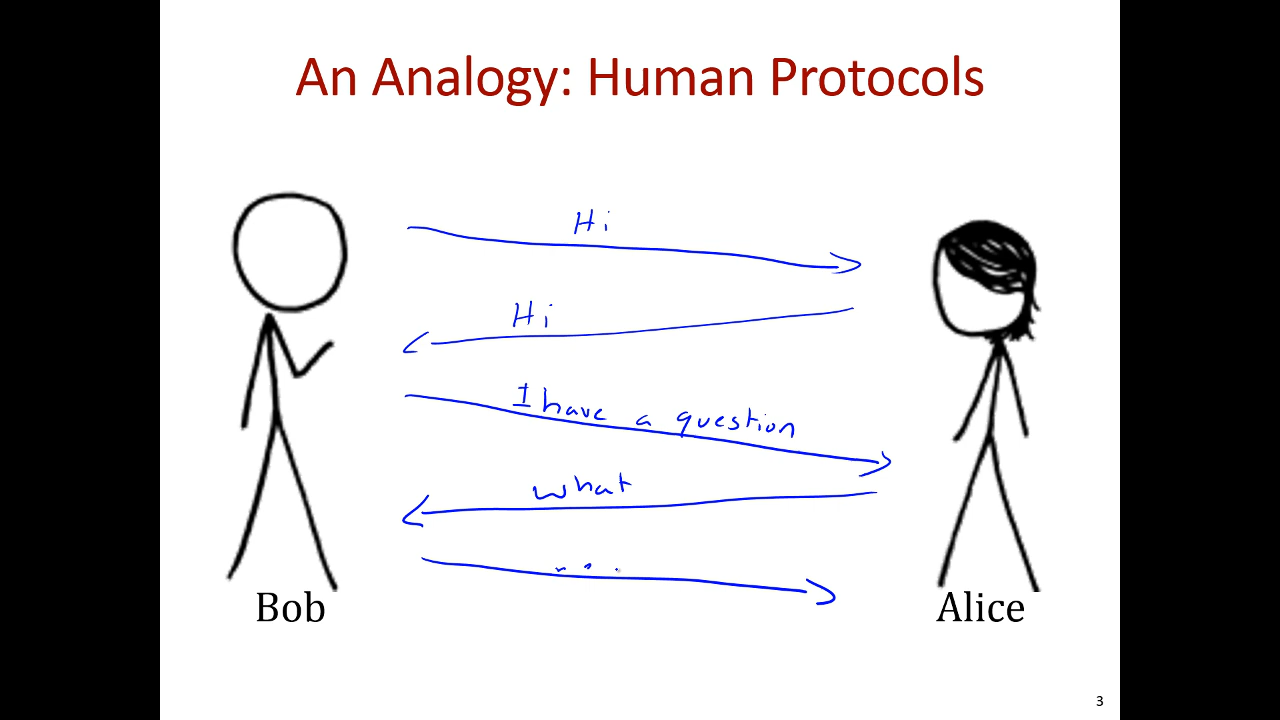 An Analogy: Human Protocols
Hi
Hi
I have a question
what
...
Bob
Alice
3